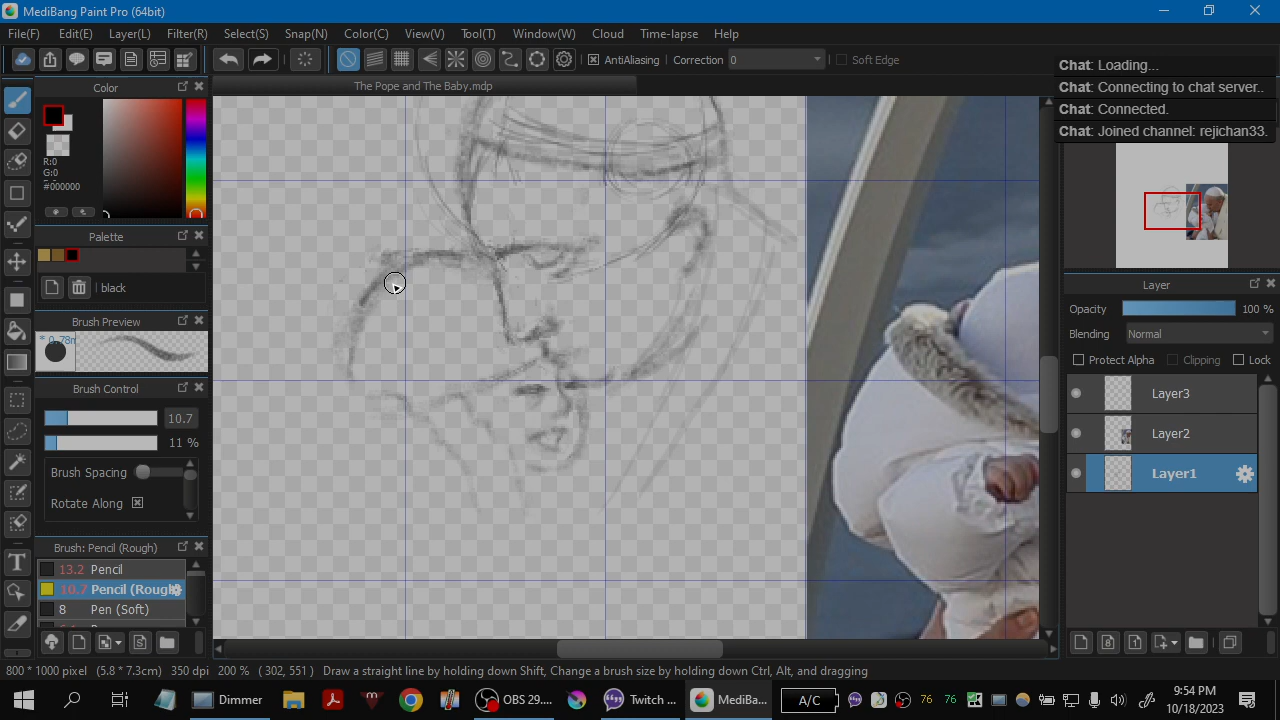 MediBang Paint Pro (64bit)
File(F) Edit(E) Layer(L) Filter(R) Select(S) Snap(N) Color(C) View(V) Tool(T) Window(W) Cloud Time-lapse Help
AntiAliasing Correction 0 Soft Edge
The Pope and The Baby.mdp
Chat: Loading...
Chat: Connecting to chat server..
Chat: Connected.
Chat: Joined channel: rejichan33.
Color
R:0
G:0
#000000
Palette
black
Brush Preview
Brush Control
10.7
11 %
Brush Spacing
Rotate Along
Brush: Pencil (Rough)
13.2 Pencil
10.7 Pencil (Rough
8 Pen (Soft)
Layer
Opacity 100 %
Blending Normal
Protect Alpha Clipping Lock
Layer3
Layer2
Layer1
800 * 1000 pixel (5.8 * 7.3cm) 350 dpi 200 % ( 302, 551 ) Draw a straight line by holding down Shift, Change a brush size by holding down Ctrl, Alt, and dragging
Dimmer OBS 29.... Twitch ... MediBa... A/C 76 76
9:54 PM
10/18/2023